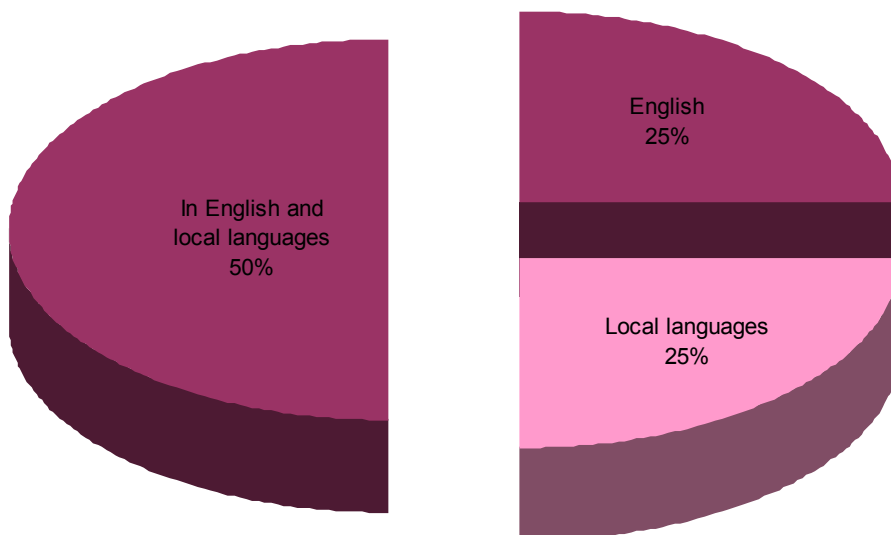 English
25%
In English and
local languages
50%
Local languages
25%